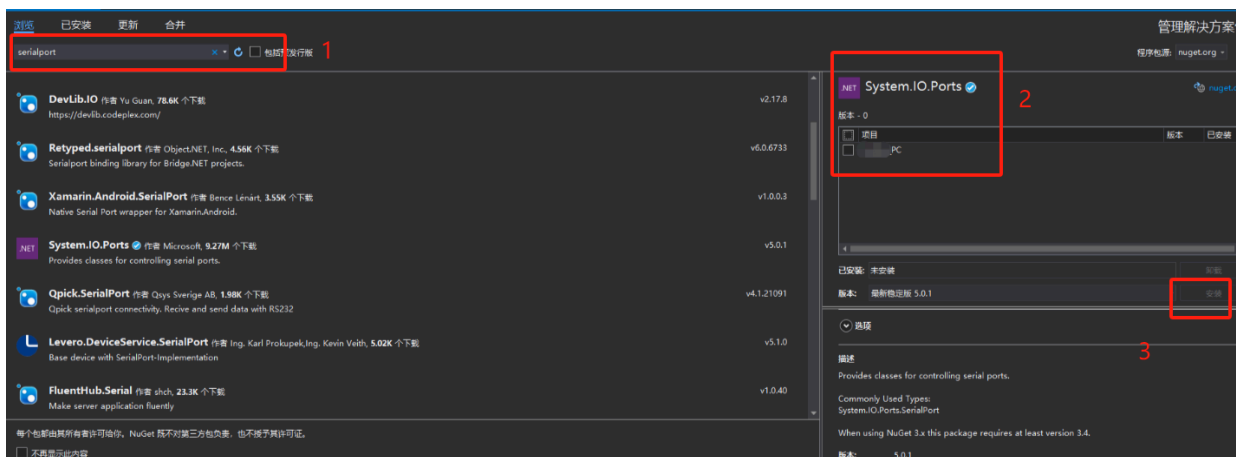 浏览 已安装 更新 合并
管理解决方案
serialport
包括预发行版
1
程序包源: nuget.org
DevLib.IO 作者 Yu Guan, 78.6K 个下载
v2.17.8
https://devlib.codeplex.com/
Retyped.serialport 作者 Object.NET, Inc., 4.56K 个下载
v6.0.6733
Serialport binding library for Bridge.NET projects.
Xamarin.Android.SerialPort 作者 Bence Lénárt, 3.55K 个下载
v1.0.0.3
Native Serial Port wrapper for Xamarin.Android.
.NET System.IO.Ports 作者 Microsoft, 9.27M 个下载
v5.0.1
Provides classes for controlling serial ports.
Qpick.SerialPort 作者 Qsys Sverige AB, 1.98K 个下载
v4.1.21091
Qpick serialport connectivity. Recive and send data with RS232
Levero.DeviceService.SerialPort 作者 Ing. Karl Prokupek,Ing. Kevin Veith, 5.02K 个下载
v5.1.0
Base device with SerialPort-Implementation
FluentHub.Serial 作者 shch, 23.3K 个下载
v1.0.40
Make server application fluently
每个包都由其所有者许可给你。NuGet 既不对第三方包负责，也不授予其许可证。
不再显示此内容
.NET System.IO.Ports
2
版本 - 0
项目 版本 已安装
.PC
已安装: 未安装
卸载
版本: 最新稳定版 5.0.1
安装
选项
3
描述
Provides classes for controlling serial ports.
Commonly Used Types:
System.IO.Ports.SerialPort
When using NuGet 3.x this package requires at least version 3.4.
版本: 5.0.1